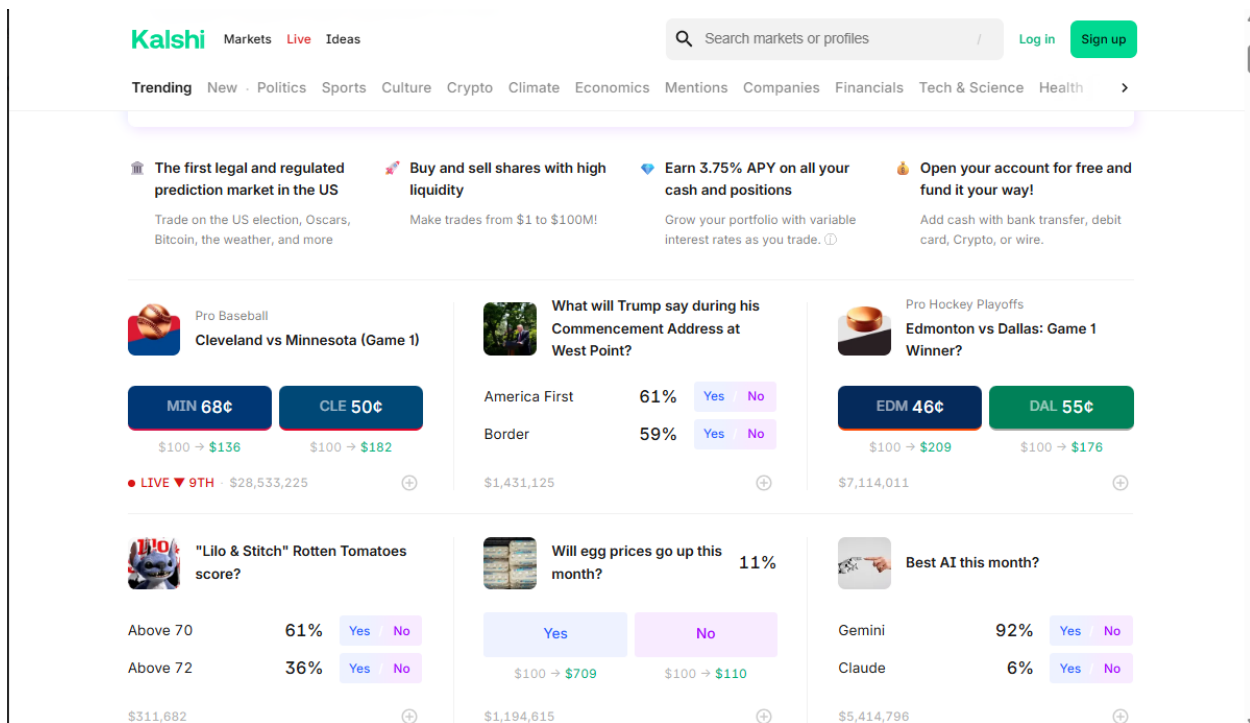 Kalshi Markets Live Ideas Search markets or profiles / Log in Sign up
Trending New · Politics Sports Culture Crypto Climate Economics Mentions Companies Financials Tech & Science Health
🏛️ The first legal and regulated
prediction market in the US
Trade on the US election, Oscars,
Bitcoin, the weather, and more
🚀 Buy and sell shares with high
liquidity
Make trades from $1 to $100M!
💎 Earn 3.75% APY on all your
cash and positions
Grow your portfolio with variable
interest rates as you trade. ⓘ
💰 Open your account for free and
fund it your way!
Add cash with bank transfer, debit
card, Crypto, or wire.
Pro Baseball
Cleveland vs Minnesota (Game 1)
MIN 68¢ CLE 50¢
$100 → $136 $100 → $182
LIVE ▼ 9TH · $28,533,225
What will Trump say during his
Commencement Address at
West Point?
America First 61% Yes / No
Border 59% Yes / No
$1,431,125
Pro Hockey Playoffs
Edmonton vs Dallas: Game 1
Winner?
EDM 46¢ DAL 55¢
$100 → $209 $100 → $176
$7,114,011
"Lilo & Stitch" Rotten Tomatoes
score?
Above 70 61% Yes / No
Above 72 36% Yes / No
$311,682
Will egg prices go up this
month?
11%
Yes No
$100 → $709 $100 → $110
$1,194,615
Best AI this month?
Gemini 92% Yes / No
Claude 6% Yes / No
$5,414,796